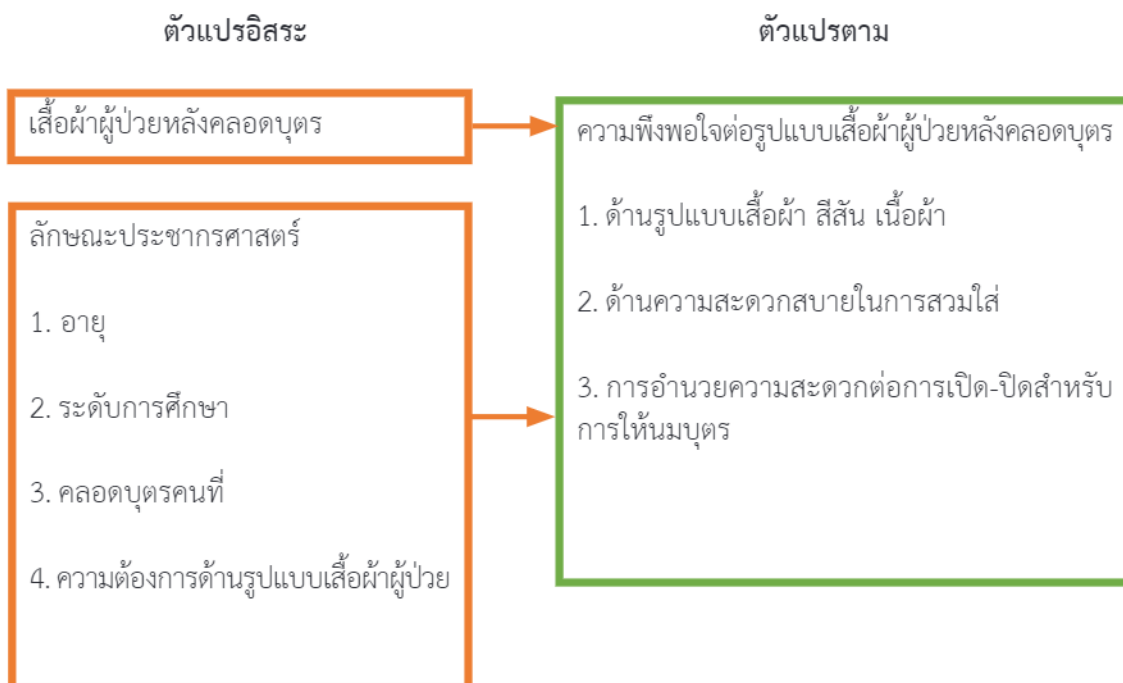 ตัวแปรอิสระ
ตัวแปรตาม
เสื้อผ้าผู้ป่วยหลังคลอดบุตร
ลักษณะประชากรศาสตร์
1. อายุ
2. ระดับการศึกษา
3. คลอดบุตรคนที่
4. ความต้องการด้านรูปแบบเสื้อผ้าผู้ป่วย
ความพึงพอใจต่อรูปแบบเสื้อผ้าผู้ป่วยหลังคลอดบุตร
1. ด้านรูปแบบเสื้อผ้า สีสัน เนื้อผ้า
2. ด้านความสะดวกสบายในการสวมใส่
3. การอำนวยความสะดวกต่อการเปิด-ปิดสำหรับ
การให้นมบุตร